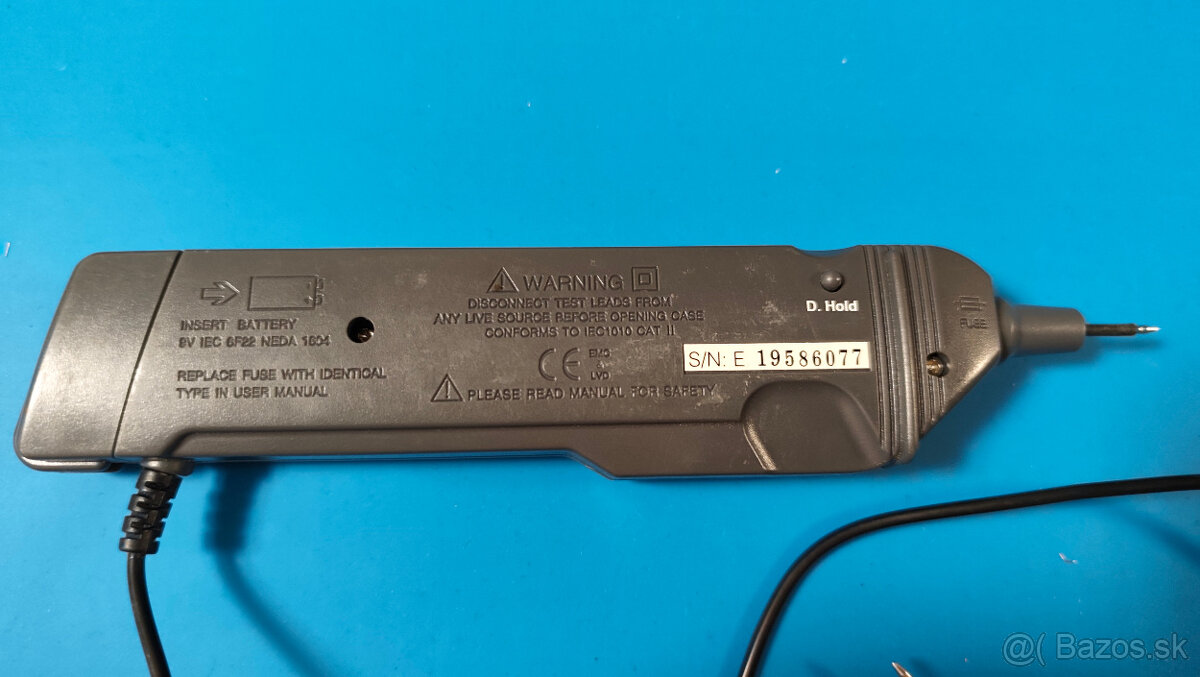 INSERT BATTERY
9V IEC 6F22 NEDA 1604
REPLACE FUSE WITH IDENTICAL
TYPE IN USER MANUAL
WARNING
DISCONNECT TEST LEADS FROM
ANY LIVE SOURCE BEFORE OPENING CASE
CONFORMS TO IEC1010 CAT II
CE EMC
&
LVD
PLEASE READ MANUAL FOR SAFETY
D. Hold
S/N: E 19586077
FUSE
@( Bazos.sk